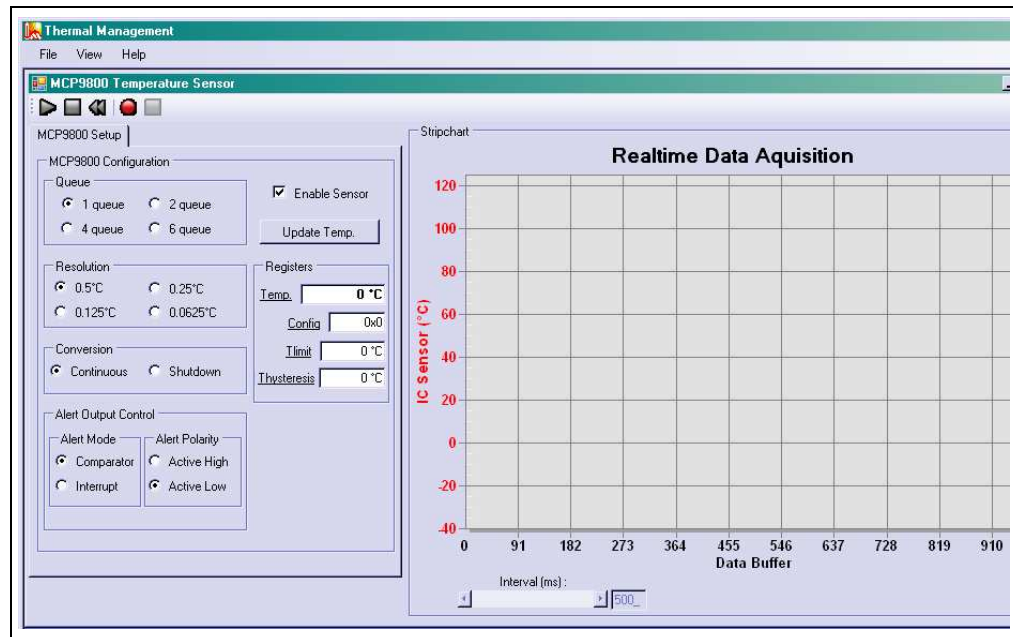 Thermal Management
File View Help
MCP9800 Temperature Sensor
MCP9800 Setup
MCP9800 Configuration
Queue
1 queue 2 queue
4 queue 6 queue
Enable Sensor
Update Temp.
Resolution
0.5°C 0.25°C
0.125°C 0.0625°C
Registers
Temp. 0 °C
Config 0x0
Tlimit 0 °C
Thysteresis 0 °C
Conversion
Continuous Shutdown
Alert Output Control
Alert Mode
Comparator
Interrupt
Alert Polarity
Active High
Active Low
Stripchart
Realtime Data Aquisition
IC Sensor (°C)
120
100
80
60
40
20
0
-20
-40
0 91 182 273 364 455 546 637 728 819 910
Data Buffer
Interval (ms) :
500_